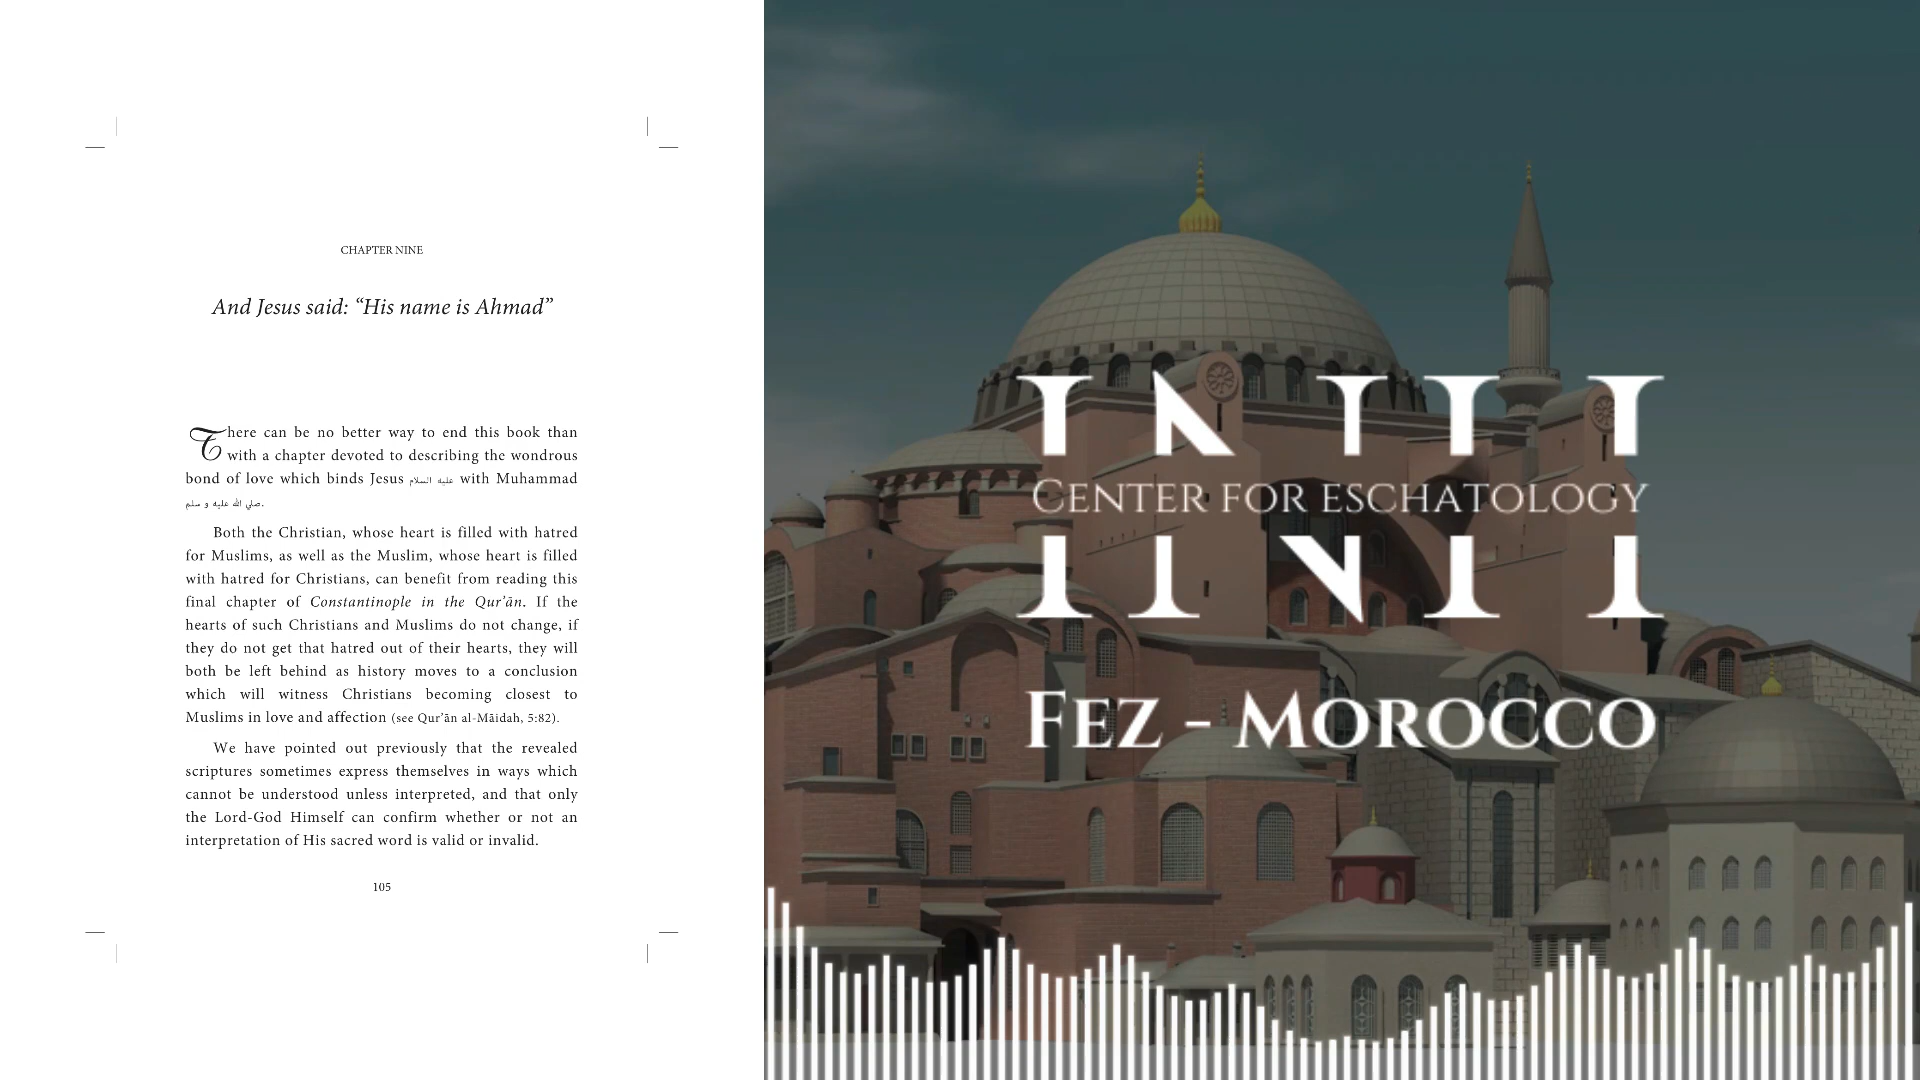 CHAPTER NINE
And Jesus said: “His name is Ahmad”
There can be no better way to end this book than
with a chapter devoted to describing the wondrous
bond of love which binds Jesus عليه السلام with Muhammad
صلي الله عليه و سلم.
Both the Christian, whose heart is filled with hatred
for Muslims, as well as the Muslim, whose heart is filled
with hatred for Christians, can benefit from reading this
final chapter of Constantinople in the Qur’ān. If the
hearts of such Christians and Muslims do not change, if
they do not get that hatred out of their hearts, they will
both be left behind as history moves to a conclusion
which will witness Christians becoming closest to
Muslims in love and affection (see Qur’ān al-Māidah, 5:82).
We have pointed out previously that the revealed
scriptures sometimes express themselves in ways which
cannot be understood unless interpreted, and that only
the Lord-God Himself can confirm whether or not an
interpretation of His sacred word is valid or invalid.
105
CENTER FOR ESCHATOLOGY
FEZ - MOROCCO